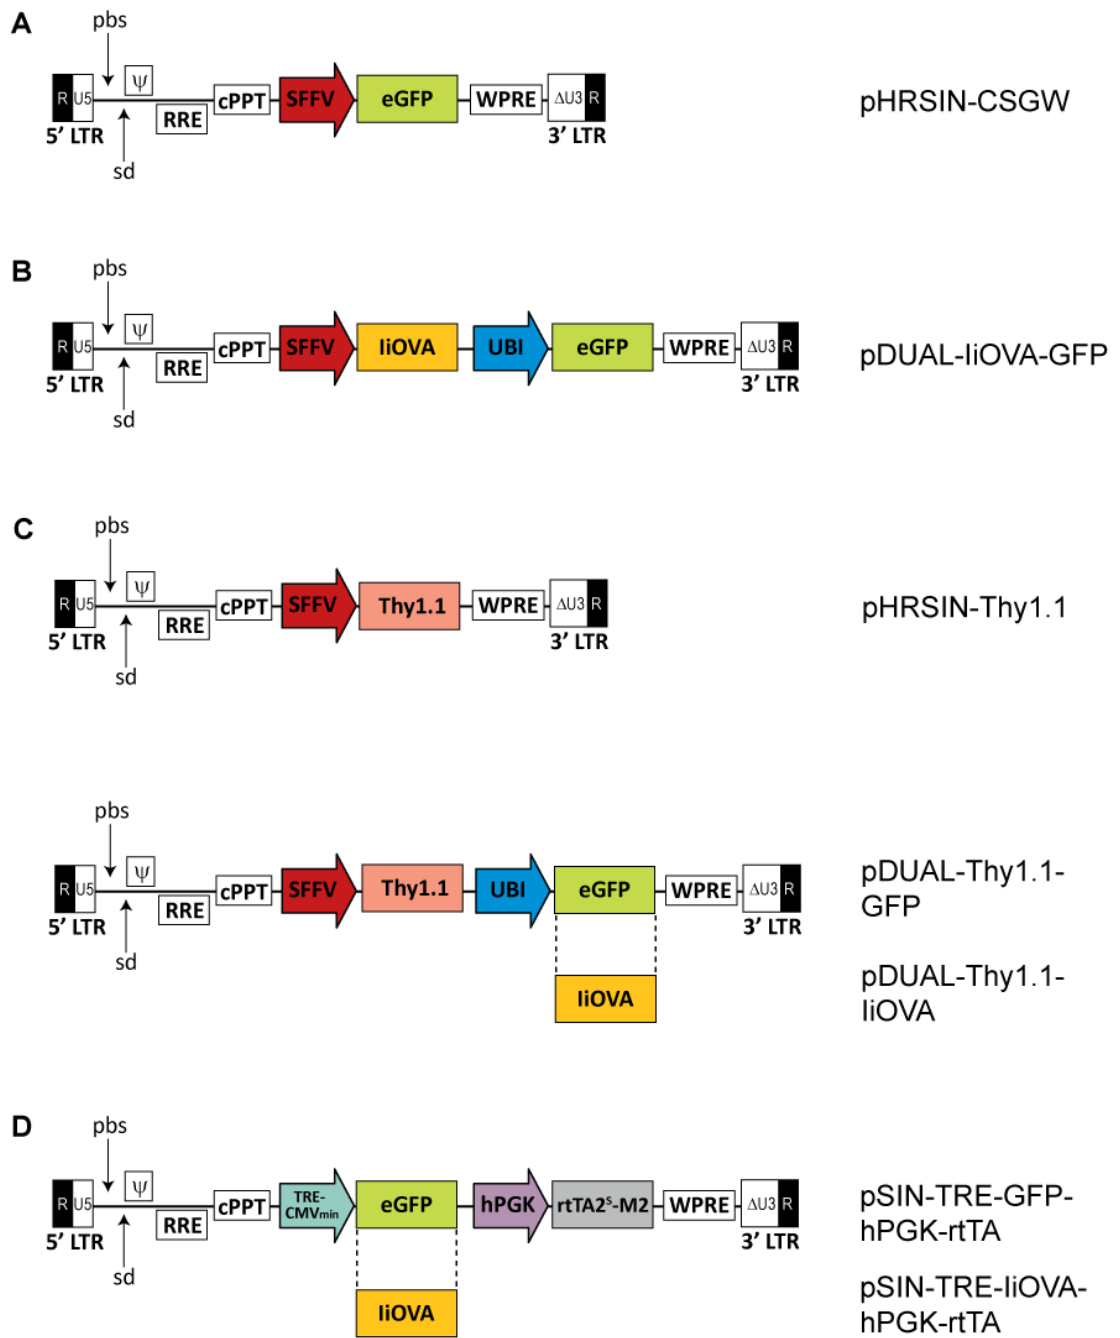 A
pbs
ψ
R U5 cPPT SFFV eGFP WPRE ΔU3 R
RRE
5′ LTR 3′ LTR
sd
pHRSIN-CSGW
B
pbs
ψ
R U5 cPPT SFFV IiOVA UBI eGFP WPRE ΔU3 R
RRE
5′ LTR 3′ LTR
sd
pDUAL-IiOVA-GFP
C
pbs
ψ
R U5 cPPT SFFV Thy1.1 WPRE ΔU3 R
RRE
5′ LTR 3′ LTR
sd
pHRSIN-Thy1.1
pbs
ψ
R U5 cPPT SFFV Thy1.1 UBI eGFP WPRE ΔU3 R
RRE
5′ LTR 3′ LTR
sd
IiOVA
pDUAL-Thy1.1-
GFP
pDUAL-Thy1.1-
IiOVA
D
pbs
ψ
R U5 cPPT TRE-
CMVmin eGFP hPGK rtTA2ˢ-M2 WPRE ΔU3 R
RRE
5′ LTR 3′ LTR
sd
IiOVA
pSIN-TRE-GFP-
hPGK-rtTA
pSIN-TRE-IiOVA-
hPGK-rtTA